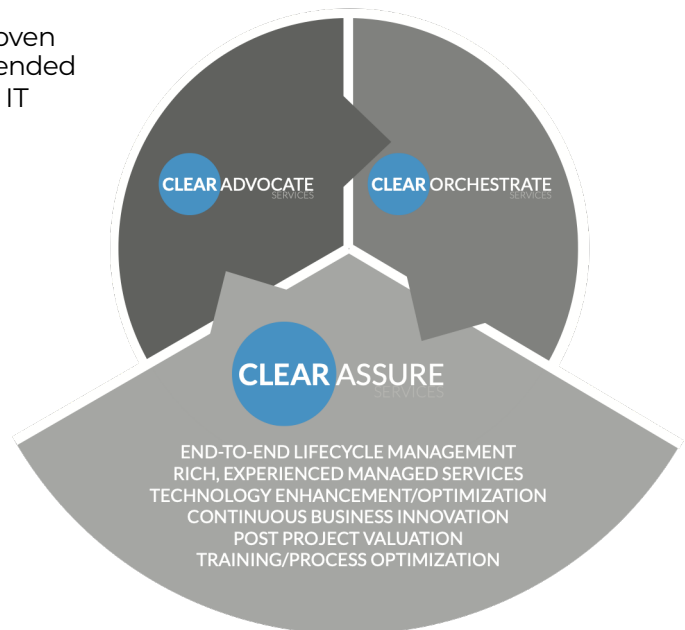 oven
ended
IT
CLEAR ADVOCATE
SERVICES
CLEAR ORCHESTRATE
SERVICES
CLEAR ASSURE
SERVICES
END-TO-END LIFECYCLE MANAGEMENT
RICH, EXPERIENCED MANAGED SERVICES
TECHNOLOGY ENHANCEMENT/OPTIMIZATION
CONTINUOUS BUSINESS INNOVATION
POST PROJECT VALUATION
TRAINING/PROCESS OPTIMIZATION